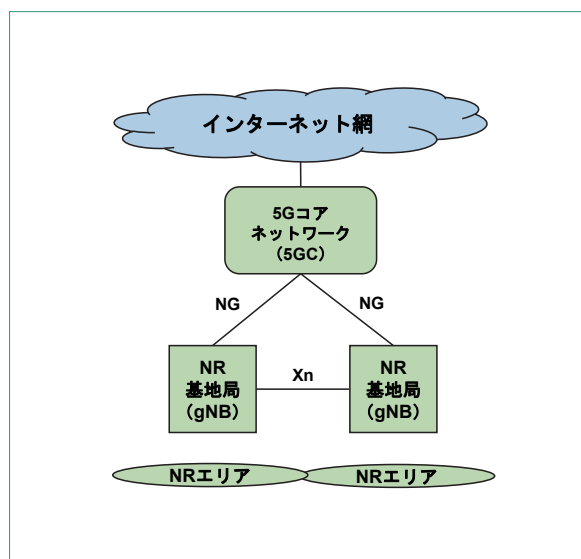 インターネット網
5Gコア
ネットワーク
（5GC）
NG
NG
NR
基地局
（gNB）
Xn
NR
基地局
（gNB）
NRエリア
NRエリア